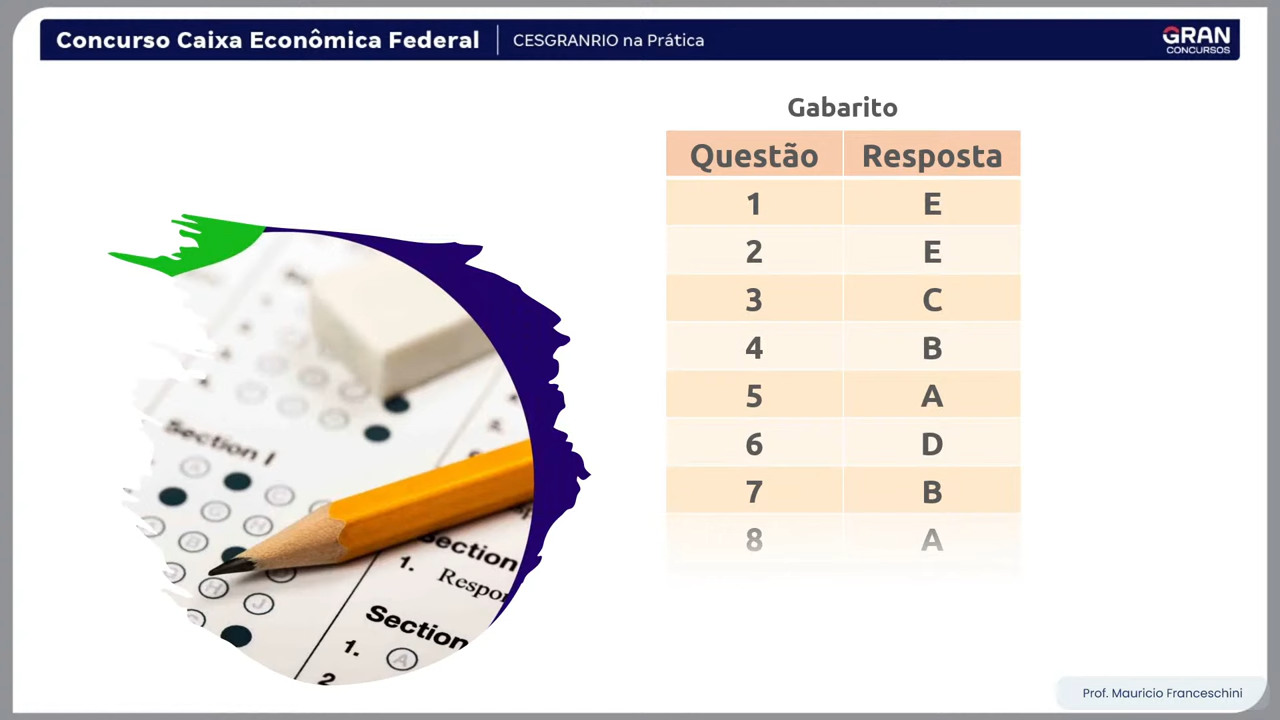 Concurso Caixa Econômica Federal
CESGRANRIO na Prática
GRAN
CONCURSOS
Gabarito
Questão Resposta
1 E
2 E
3 C
4 B
5 A
6 D
7 B
8 A
Section I
Section
1.
Section
1. A
2
H
J
Prof. Mauricio Franceschini